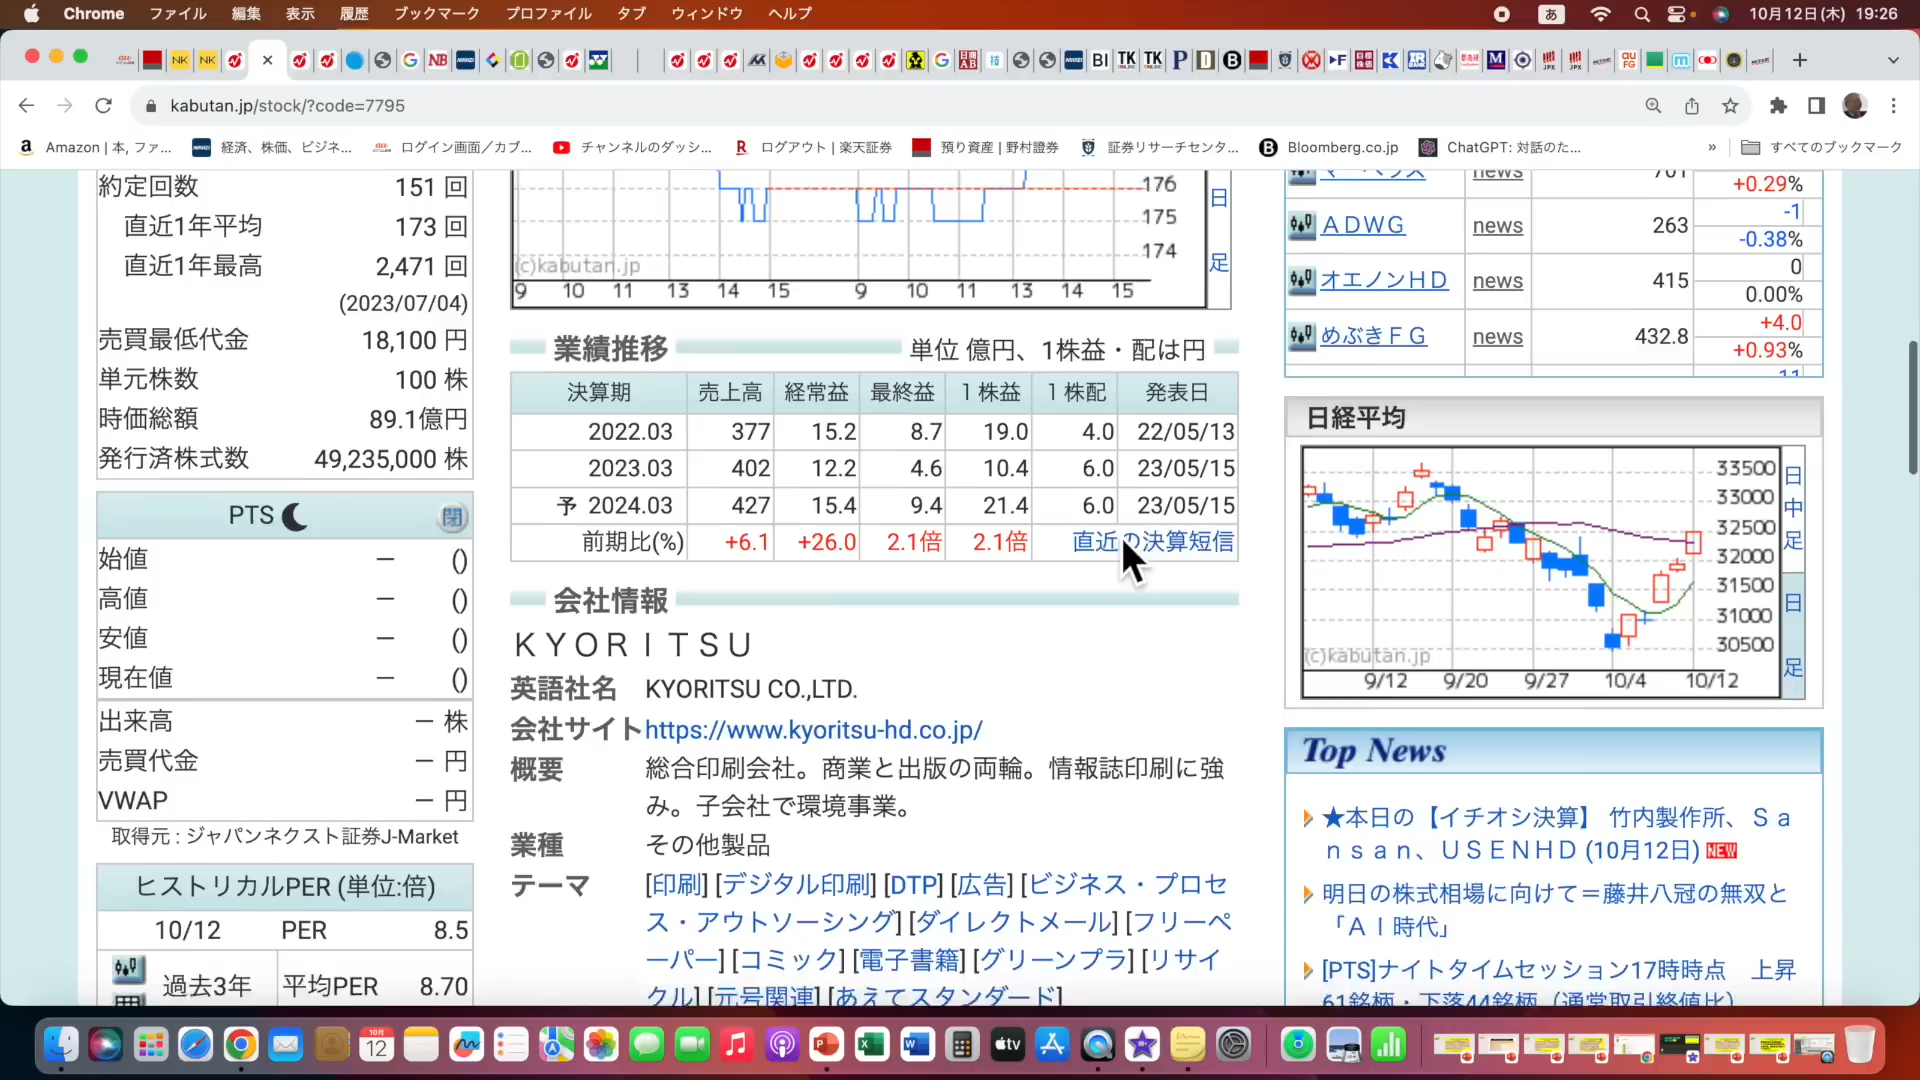 Chrome ファイル 編集 表示 履歴 ブックマーク プロファイル タブ ウィンドウ ヘルプ
あ 10月12日(木) 19:26
kabutan.jp/stock/?code=7795
Amazon | 本, ファ... 経済、株価、ビジネ... ログイン画面／カブ... チャンネルのダッシ... ログアウト | 楽天証券 預り資産 | 野村證券 証券リサーチセンタ... Bloomberg.co.jp ChatGPT: 対話のた... » すべてのブックマーク
約定回数 151 回
直近1年平均 173 回
直近1年最高 2,471 回
(2023/07/04)
売買最低代金 18,100 円
単元株数 100 株
時価総額 89.1億円
発行済株式数 49,235,000 株
PTS 閉
始値 － ()
高値 － ()
安値 － ()
現在値 － ()
出来高 － 株
売買代金 － 円
VWAP － 円
取得元 : ジャパンネクスト証券J-Market
ヒストリカルPER (単位:倍)
10/12 PER 8.5
過去3年 平均PER 8.70
176
175
174
(c)kabutan.jp
9 10 11 13 14 15 9 10 11 13 14 15
日
足
業績推移 単位 億円、1株益・配は円
決算期 売上高 経常益 最終益 １株益 １株配 発表日
2022.03 377 15.2 8.7 19.0 4.0 22/05/13
2023.03 402 12.2 4.6 10.4 6.0 23/05/15
予 2024.03 427 15.4 9.4 21.4 6.0 23/05/15
前期比(%) +6.1 +26.0 2.1倍 2.1倍 直近の決算短信
会社情報
ＫＹＯＲＩＴＳＵ
英語社名 KYORITSU CO.,LTD.
会社サイト https://www.kyoritsu-hd.co.jp/
概要 総合印刷会社。商業と出版の両輪。情報誌印刷に強
み。子会社で環境事業。
業種 その他製品
テーマ [印刷] [デジタル印刷] [DTP] [広告] [ビジネス・プロセ
ス・アウトソーシング] [ダイレクトメール] [フリーペ
ーパー] [コミック] [電子書籍] [グリーンプラ] [リサイ
クル] [元号関連] [あえてスタンダード]
マーベラス news 701 +0.29%
ＡＤＷＧ news 263 -1
-0.38%
オエノンＨＤ news 415 0
0.00%
めぶきＦＧ news 432.8 +4.0
+0.93%
日経平均
33500
33000
32500
32000
31500
31000
30500
(c)kabutan.jp
9/12 9/20 9/27 10/4 10/12
日
中
足
日
足
Top News
★本日の【イチオシ決算】 竹内製作所、Ｓａ
ｎｓａｎ、ＵＳＥＮＨＤ (10月12日) NEW
明日の株式相場に向けて＝藤井八冠の無双と
「ＡＩ時代」
[PTS]ナイトタイムセッション17時時点 上昇
61銘柄・下落44銘柄（通常取引終値比）